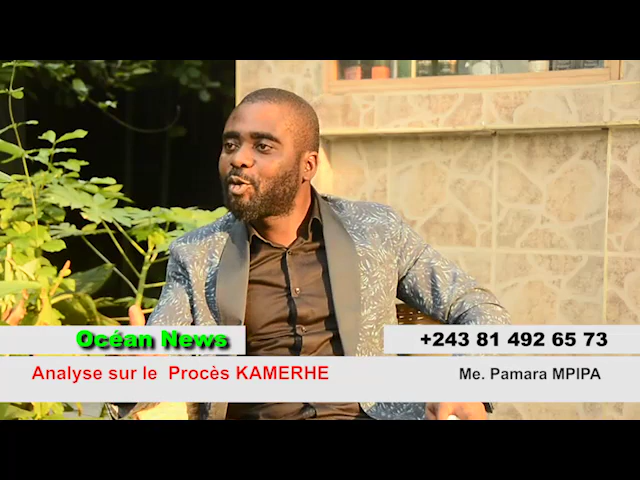 Océan News
+243 81 492 65 73
Analyse sur le  Procès KAMERHE
Me. Pamara MPIPA